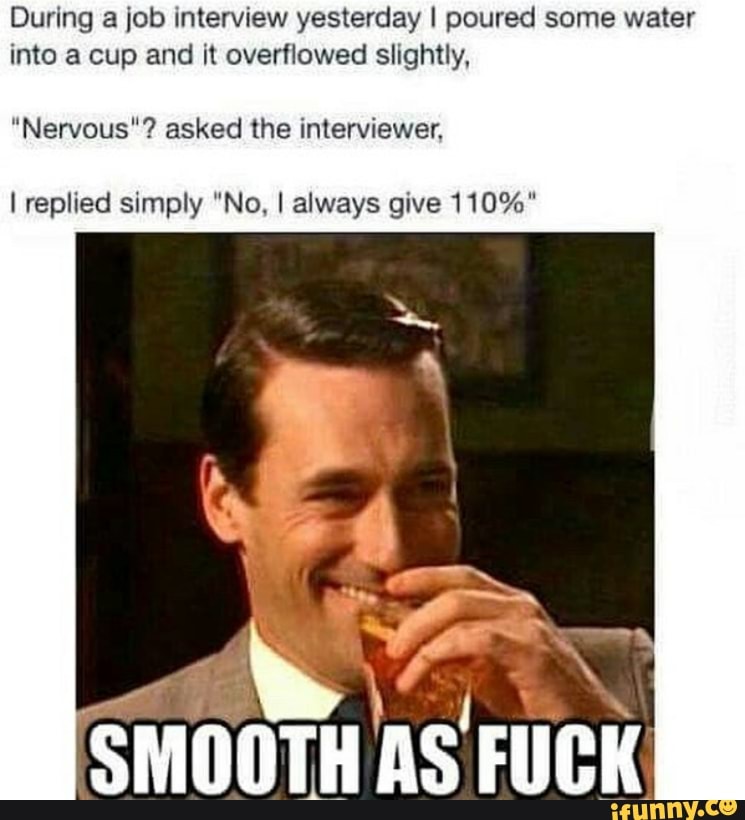 During a job interview yesterday I poured some water
into a cup and it overflowed slightly,
"Nervous"? asked the interviewer,
I replied simply "No, I always give 110%"
SMOOTH AS FUCK
ifunny.co